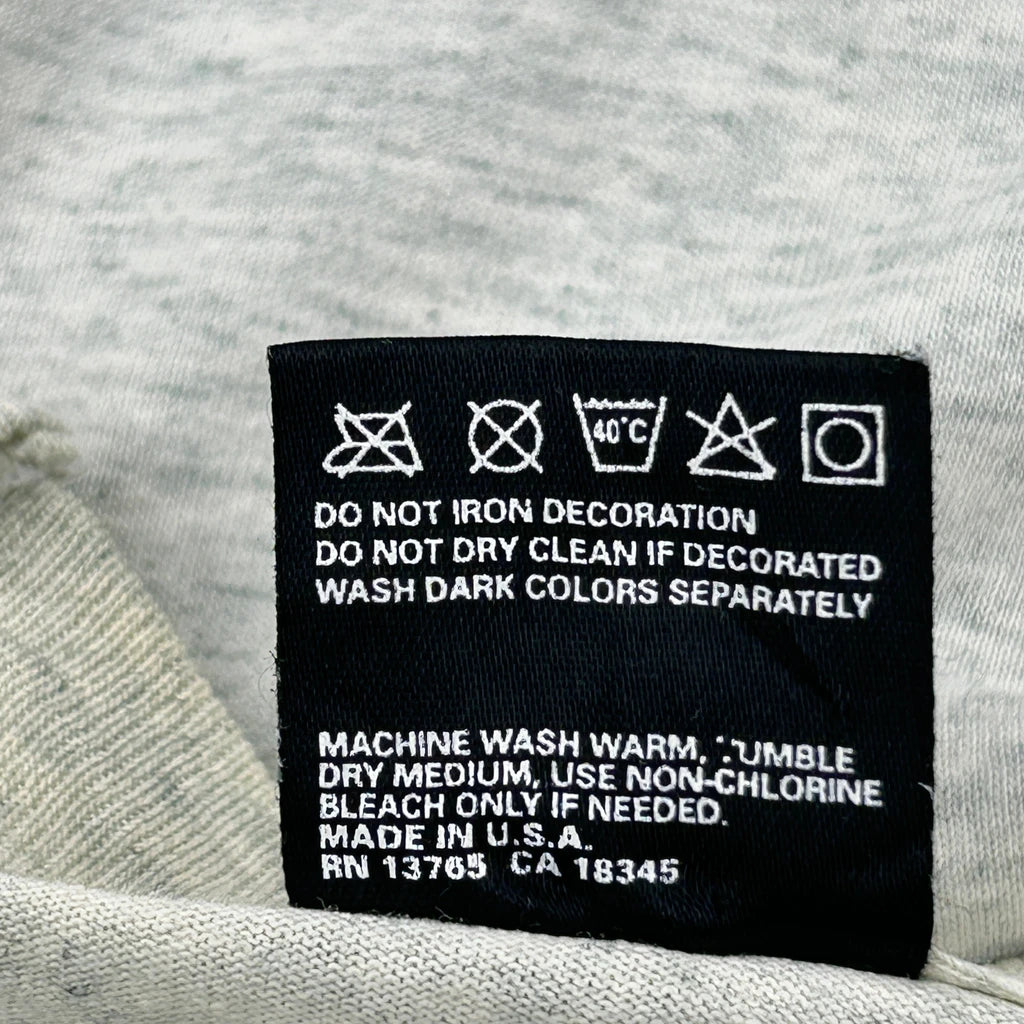 40°C
DO NOT IRON DECORATION
DO NOT DRY CLEAN IF DECORATED
WASH DARK COLORS SEPARATELY
MACHINE WASH WARM, TUMBLE
DRY MEDIUM, USE NON-CHLORINE
BLEACH ONLY IF NEEDED.
MADE IN U.S.A.
RN 13765 CA 18345